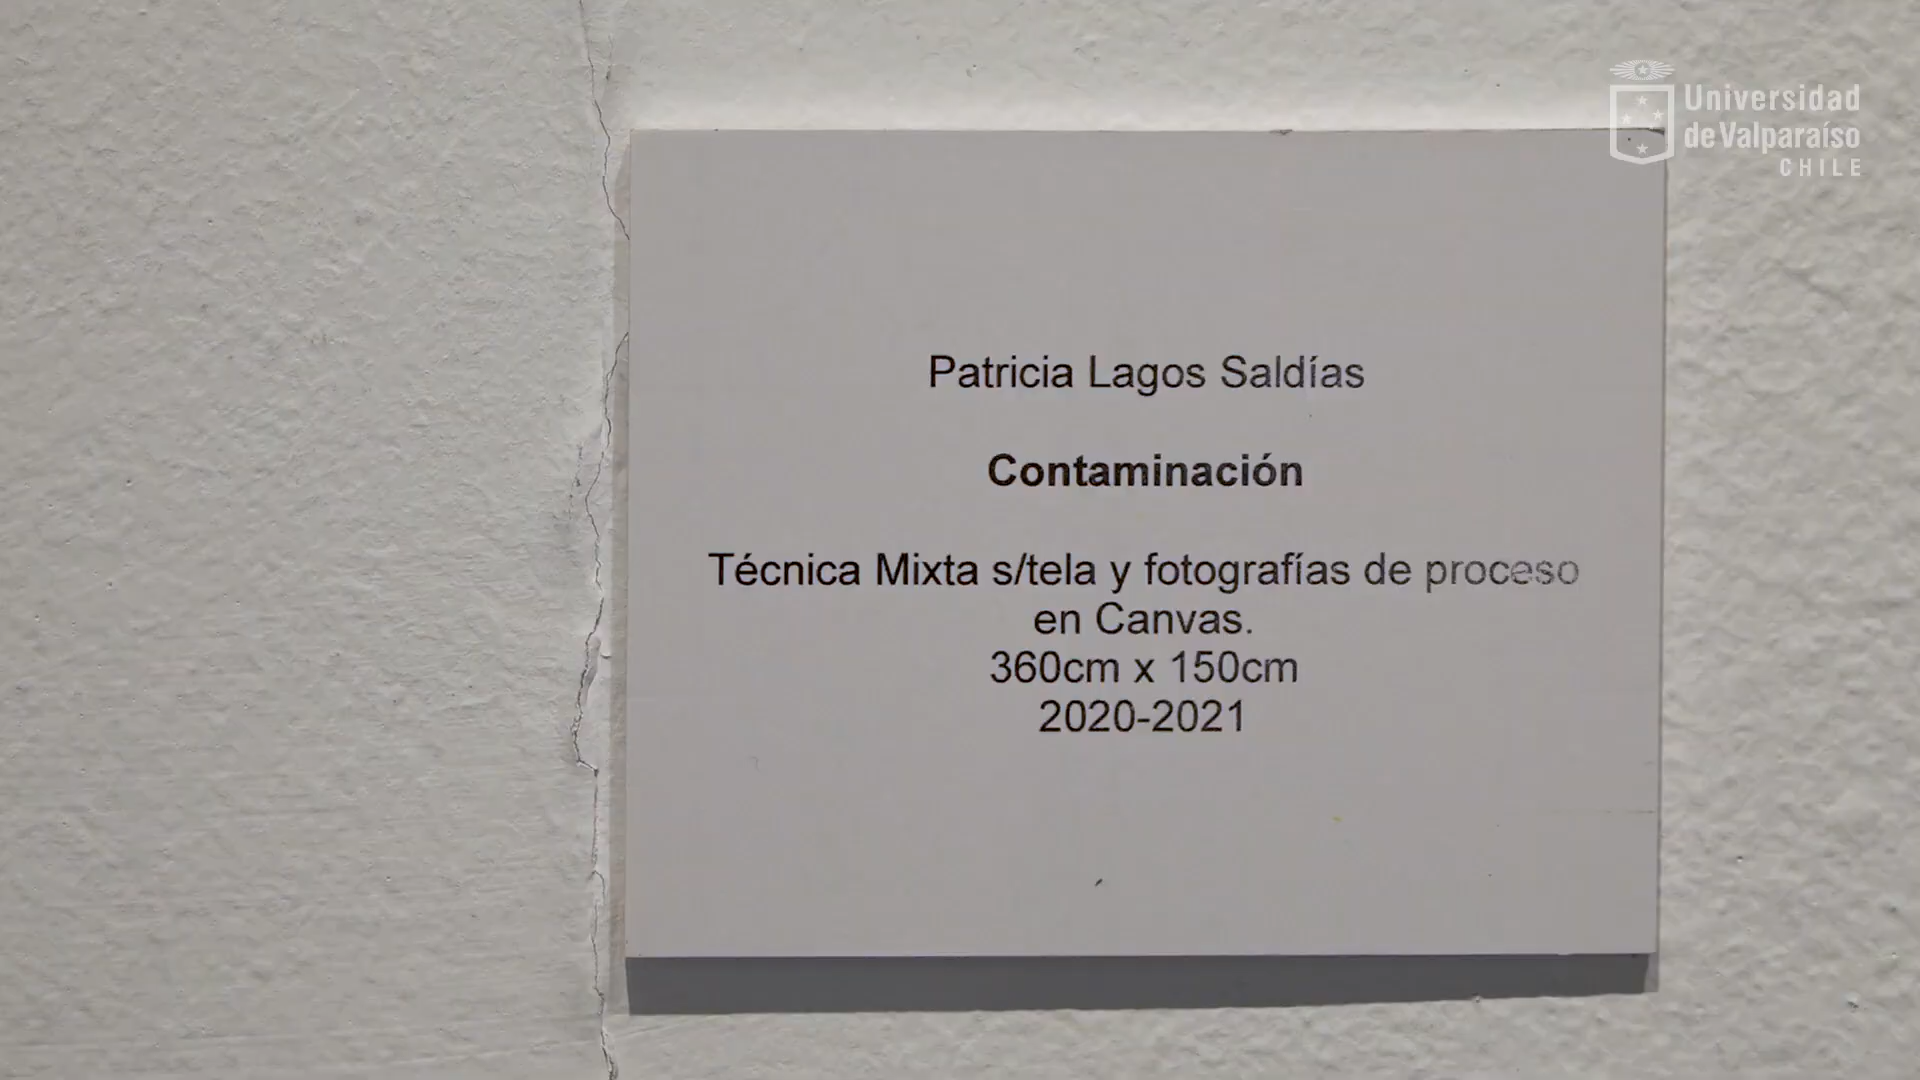 Universidad
de Valparaíso
CHILE
Patricia Lagos Saldías
Contaminación
Técnica Mixta s/tela y fotografías de proceso
en Canvas.
360cm x 150cm
2020-2021